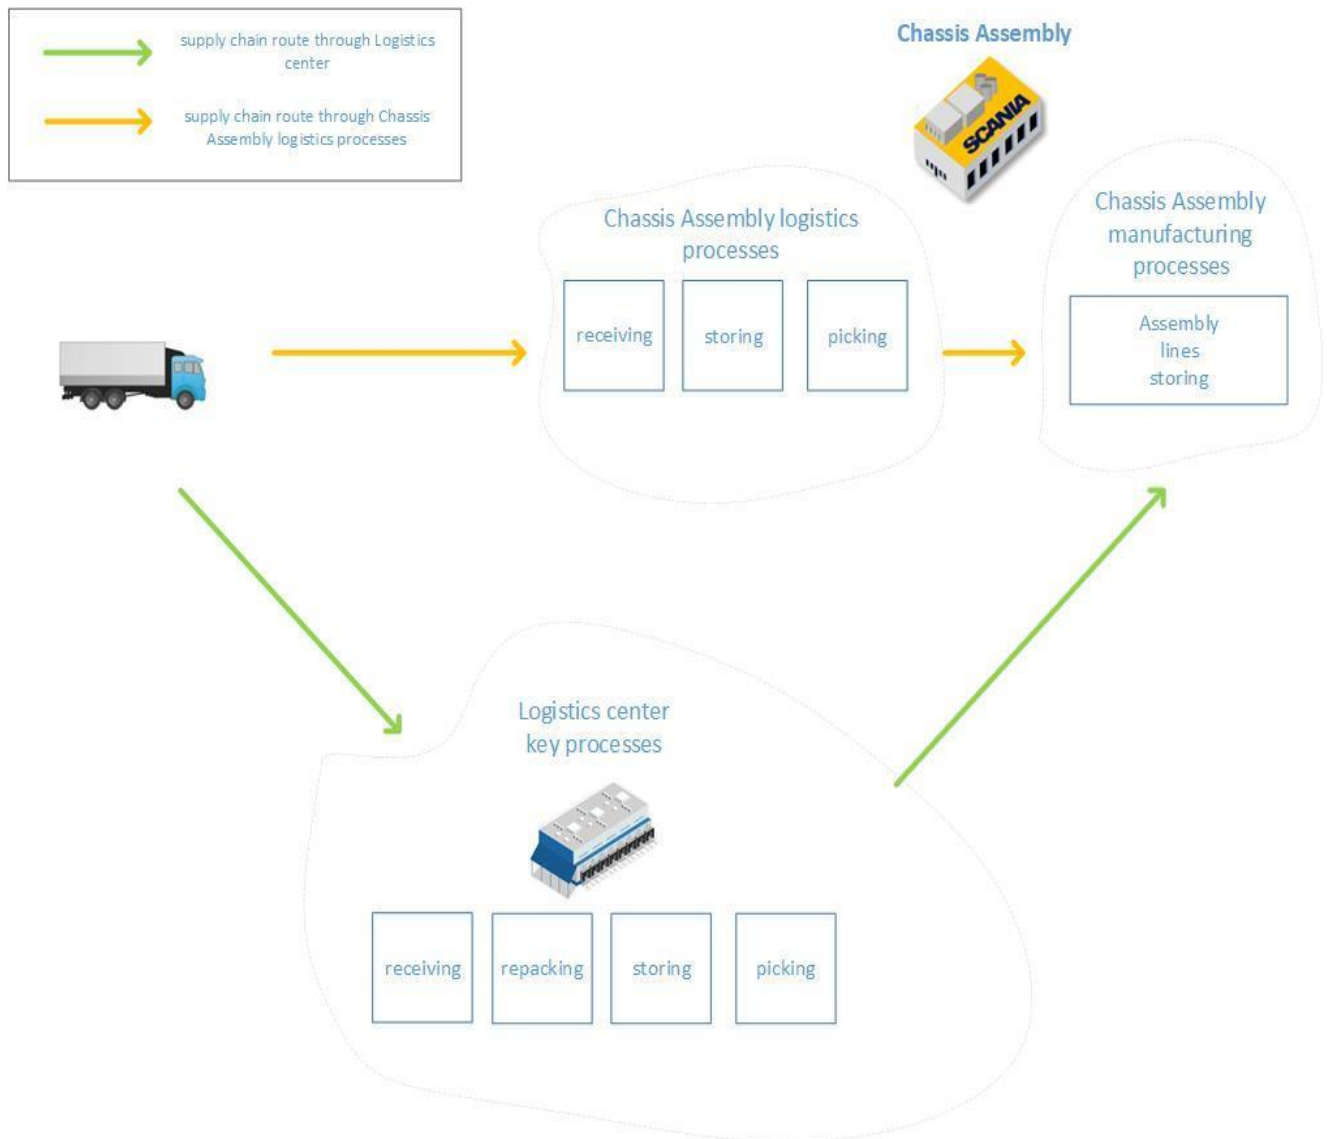 supply chain route through Logistics
center
supply chain route through Chassis
Assembly logistics processes
Chassis Assembly
SCANIA
Chassis Assembly logistics
processes
receiving
storing
picking
Chassis Assembly
manufacturing
processes
Assembly
lines
storing
Logistics center
key processes
receiving
repacking
storing
picking